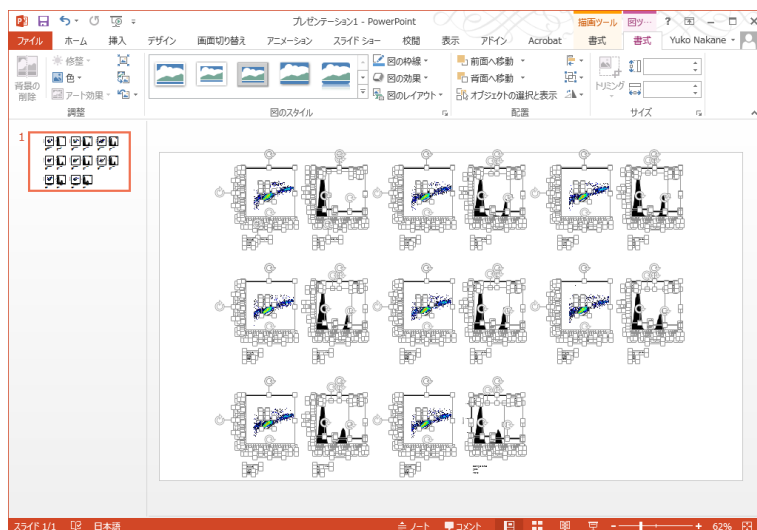 プレゼンテーション1 - PowerPoint
描画ツール 図ツ…
ファイル ホーム 挿入 デザイン 画面切り替え アニメーション スライド ショー 校閲 表示 アドイン Acrobat 書式 書式 Yuko Nakane
背景の
削除
修整
色
アート効果
調整
図のスタイル
図の枠線
図の効果
図のレイアウト
前面へ移動
背面へ移動
オブジェクトの選択と表示
配置
トリミング
サイズ
1
スライド 1/1 日本語 ノート コメント 62%